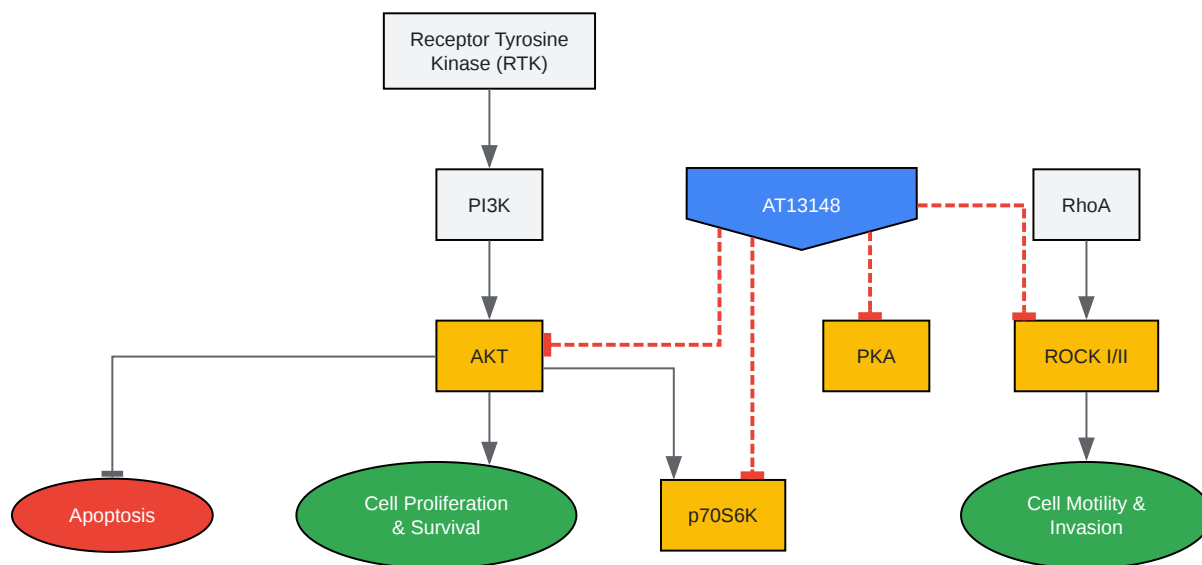 Receptor Tyrosine
Kinase (RTK)
PI3K
AT13148
RhoA
AKT
PKA
ROCK I/II
Apoptosis
Cell Proliferation
& Survival
p70S6K
Cell Motility &
Invasion